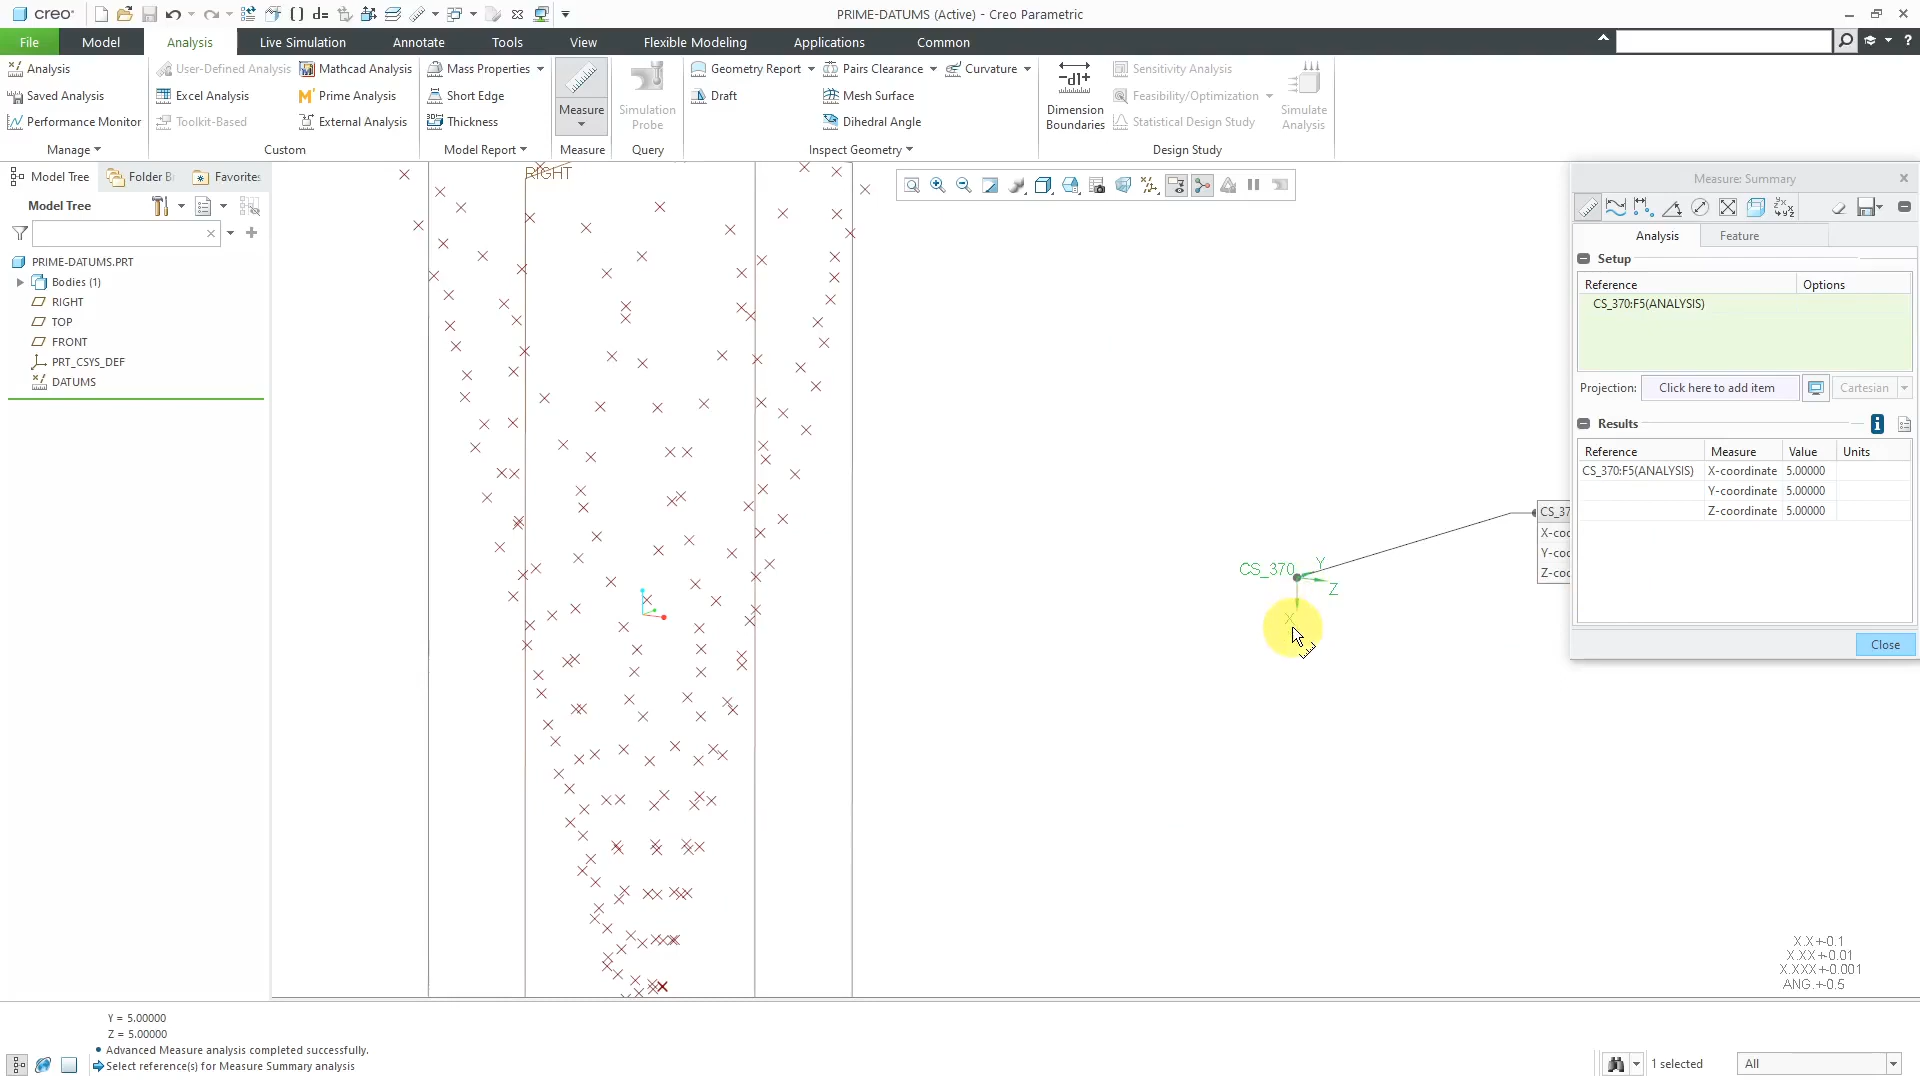 creo
d=
PRIME-DATUMS (Active) - Creo Parametric
File
Model
Analysis
Live Simulation
Annotate
Tools
View
Flexible Modeling
Applications
Common
Analysis
User-Defined Analysis
Mathcad Analysis
Mass Properties
Geometry Report
Pairs Clearance
Curvature
Sensitivity Analysis
Saved Analysis
Excel Analysis
Prime Analysis
Short Edge
Draft
Mesh Surface
Feasibility/Optimization
Performance Monitor
Toolkit-Based
External Analysis
Thickness
Dihedral Angle
Statistical Design Study
Measure
Simulation
Probe
Dimension
Boundaries
Simulate
Analysis
Manage
Custom
Model Report
Measure
Query
Inspect Geometry
Design Study
Model Tree
Folder B
Favorites
Model Tree
PRIME-DATUMS.PRT
Bodies (1)
RIGHT
TOP
FRONT
PRT_CSYS_DEF
DATUMS
RIGHT
CS_370
Y
Z
X
CS_37
X-coo
Y-coo
Z-coo
Measure: Summary
Analysis
Feature
Setup
Reference
Options
CS_370:F5(ANALYSIS)
Projection:
Click here to add item
Cartesian
Results
Reference
Measure
Value
Units
CS_370:F5(ANALYSIS)
X-coordinate
5.00000
Y-coordinate
5.00000
Z-coordinate
5.00000
Close
X.X+-0.1
X.XX+-0.01
X.XXX+-0.001
ANG.+-0.5
Y = 5.00000
Z = 5.00000
• Advanced Measure analysis completed successfully.
Select reference(s) for Measure Summary analysis
1 selected
All